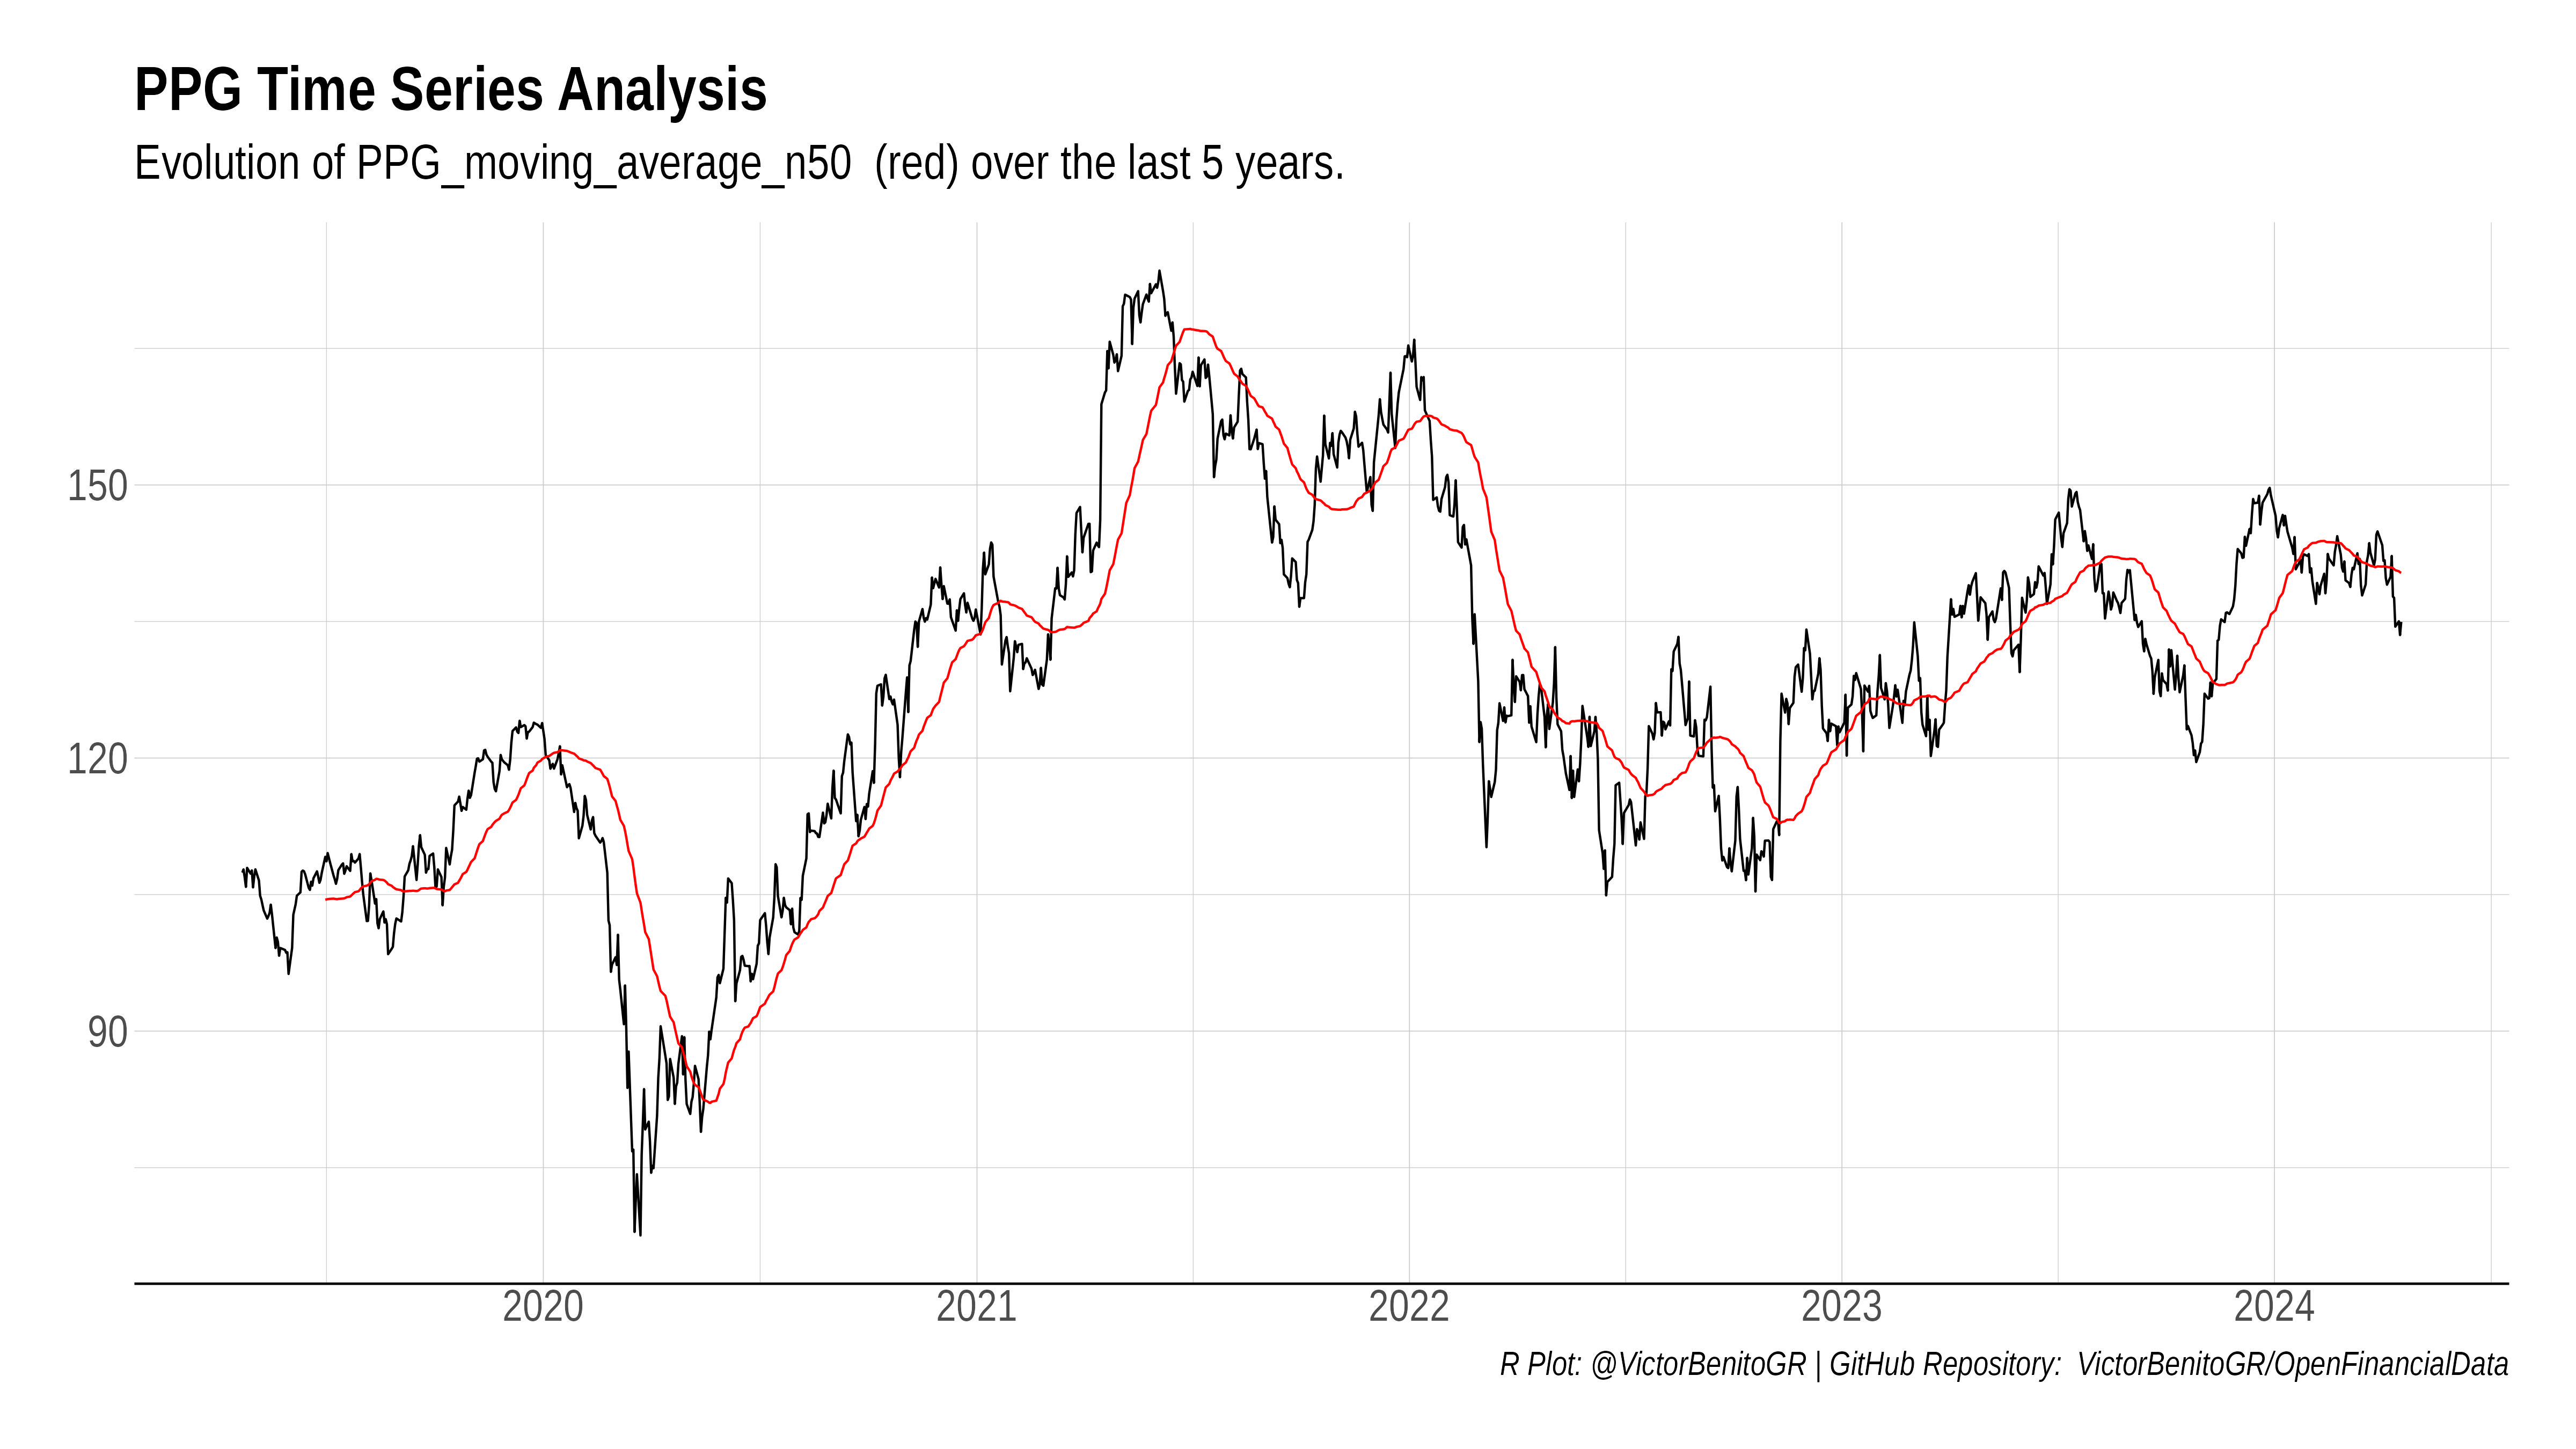 PPG Time Series Analysis
Evolution of PPG_moving_average_n50  (red) over the last 5 years.
150
120
90
2020 2021 2022 2023 2024
R Plot: @VictorBenitoGR | GitHub Repository:  VictorBenitoGR/OpenFinancialData